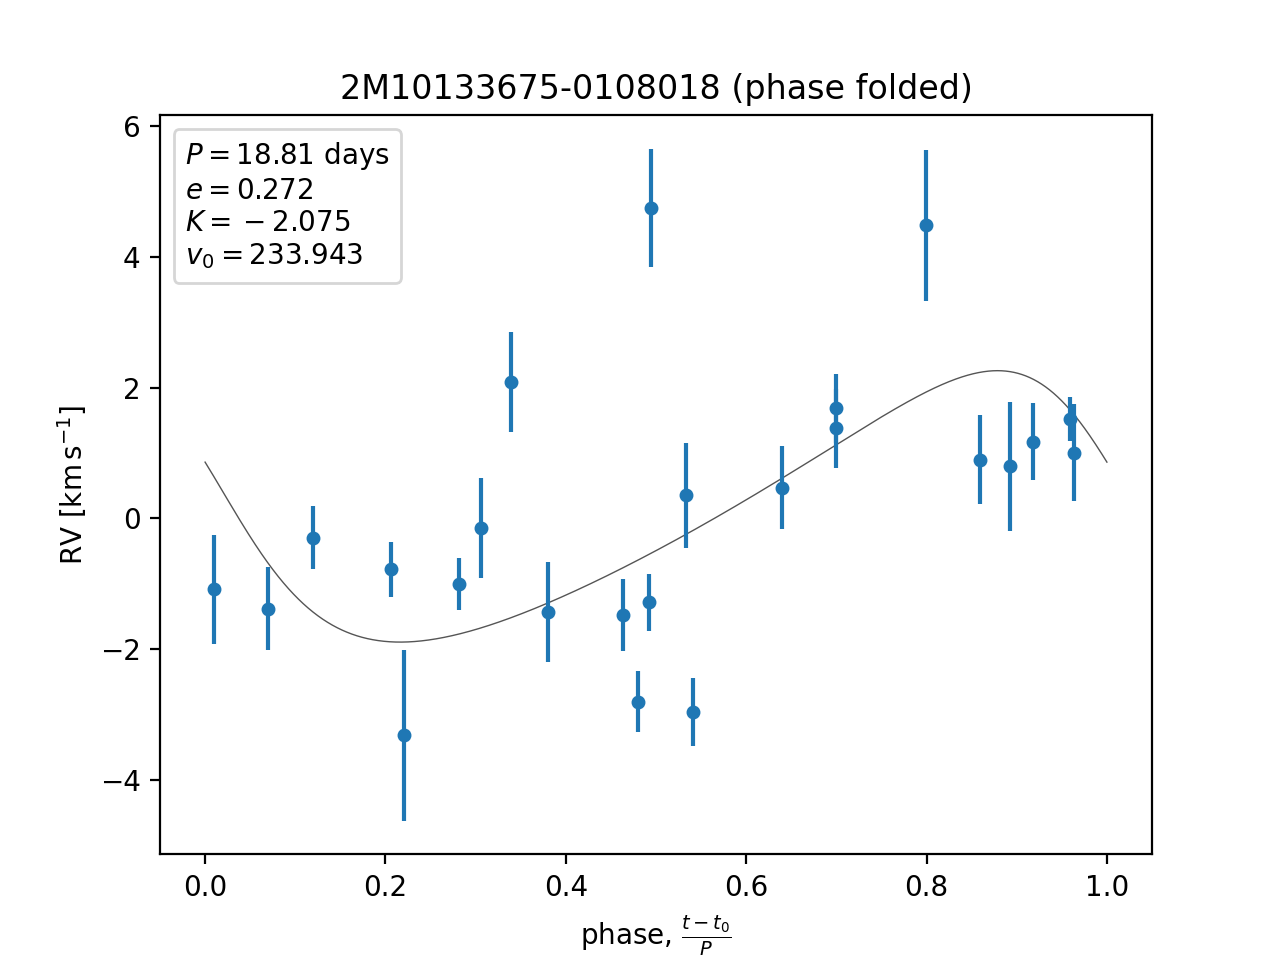 2M10133675-0108018 (phase folded)
P = 18.81 days
e = 0.272
K = −2.075
v₀ = 233.943
6
4
2
0
−2
−4
RV [km s⁻¹]
0.0 0.2 0.4 0.6 0.8 1.0
phase, (t − t₀)/P